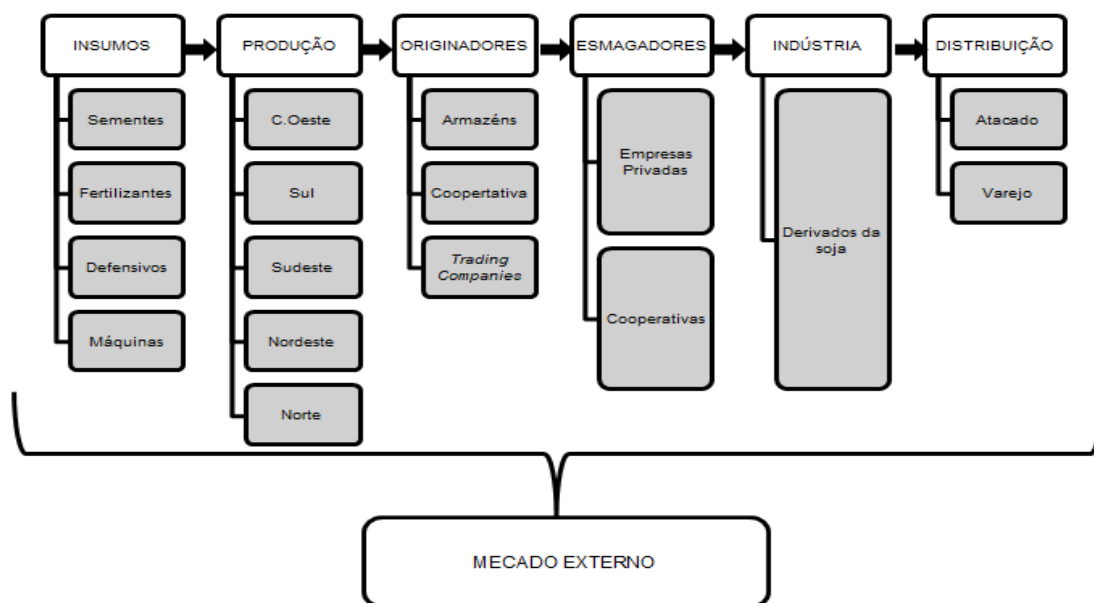 INSUMOS
PRODUÇÃO
ORIGINADORES
ESMAGADORES
INDÚSTRIA
DISTRIBUIÇÃO
Sementes
Fertilizantes
Defensivos
Máquinas
C.Oeste
Sul
Sudeste
Nordeste
Norte
Armazéns
Coopertativa
Trading
Companies
Empresas
Privadas
Cooperativas
Derivados da
soja
Atacado
Varejo
MECADO EXTERNO